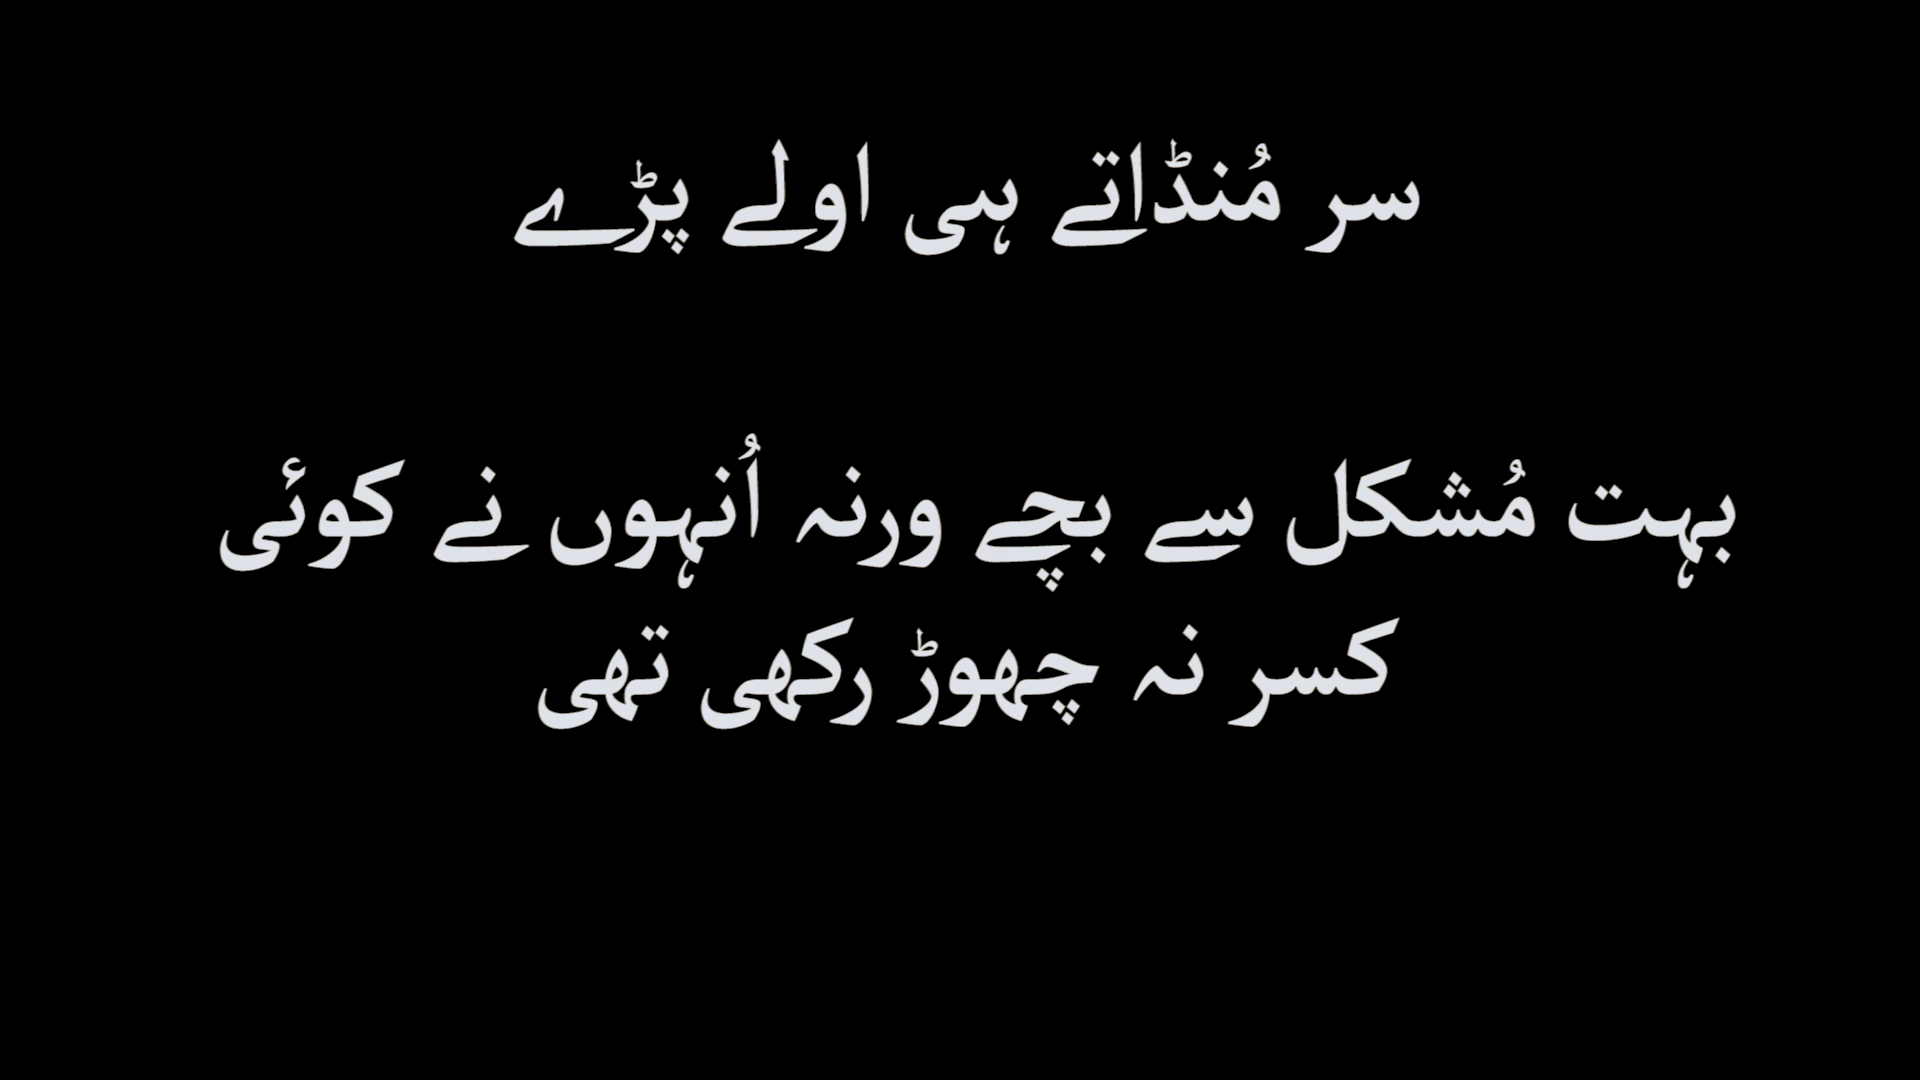 سر مُنڈاتے ہی اولے پڑے
بہت مُشکل سے بچے ورنہ اُنہوں نے کوئی
کسر نہ چھوڑ رکھی تھی